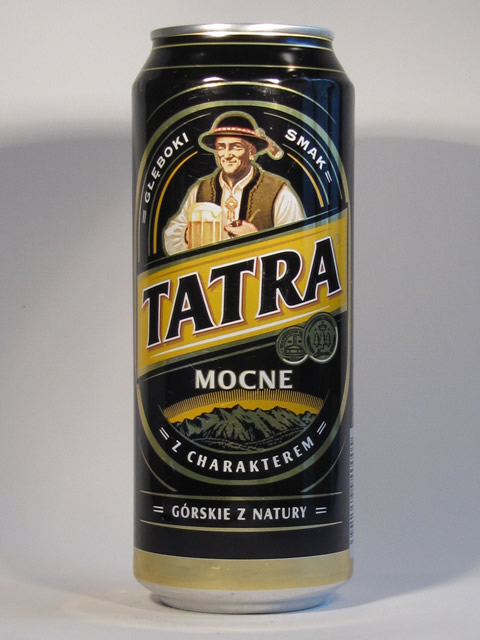 GŁĘBOKI SMAK
TATRA
MOCNE
Z CHARAKTEREM
GÓRSKIE Z NATURY